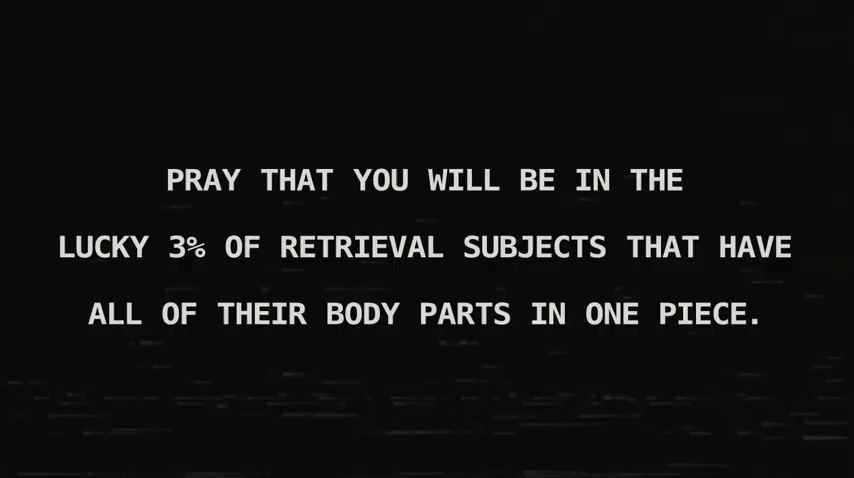 PRAY THAT YOU WILL BE IN THE
LUCKY 3% OF RETRIEVAL SUBJECTS THAT HAVE
ALL OF THEIR BODY PARTS IN ONE PIECE.